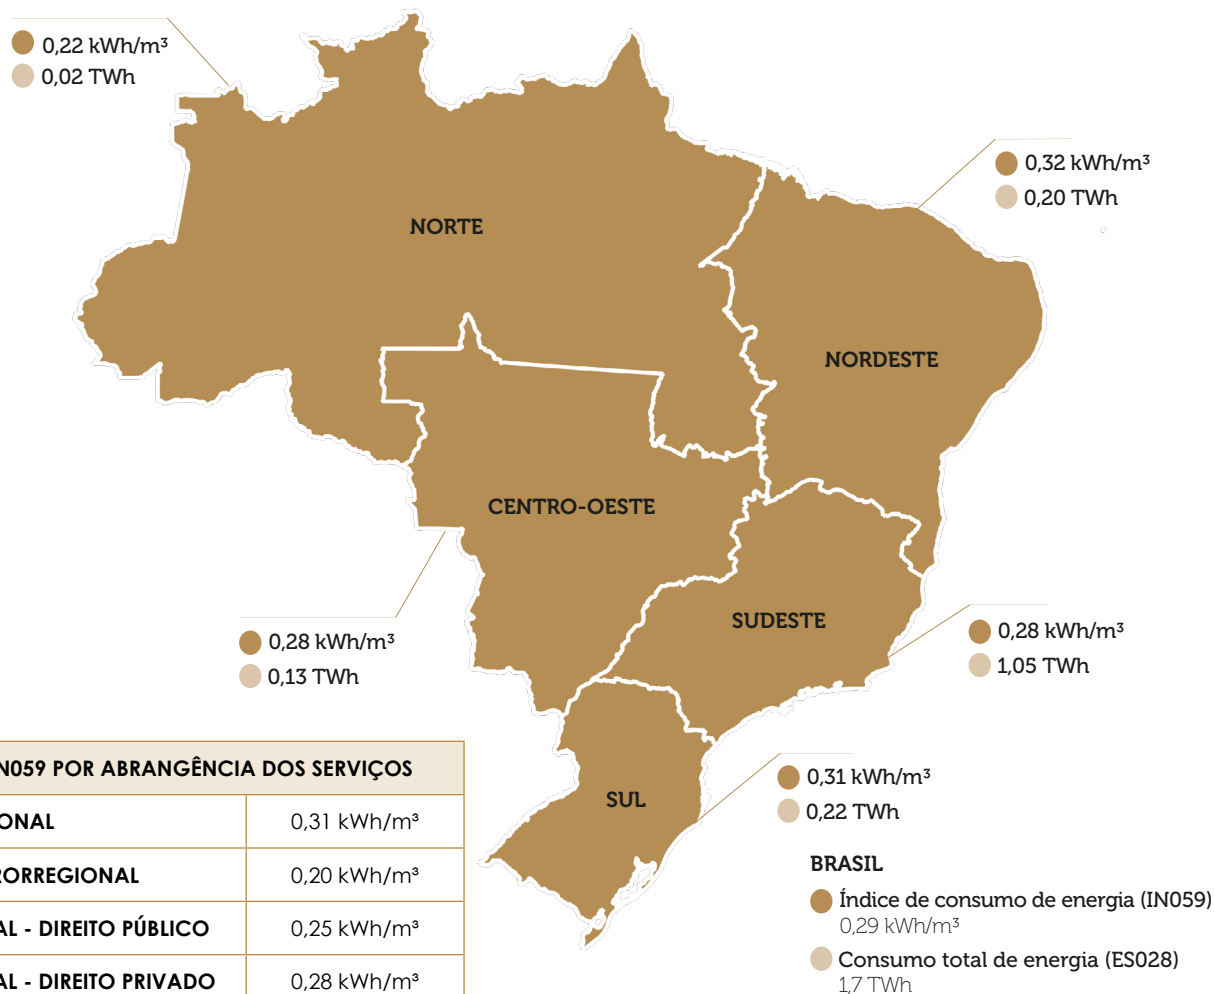 0,22 kWh/m³
0,02 TWh
0,32 kWh/m³
0,20 TWh
NORTE
NORDESTE
CENTRO-OESTE
SUDESTE
0,28 kWh/m³
0,13 TWh
0,28 kWh/m³
1,05 TWh
SUL
0,31 kWh/m³
0,22 TWh
N059 POR ABRANGÊNCIA DOS SERVIÇOS
ONAL 0,31 kWh/m³
RORREGIONAL 0,20 kWh/m³
AL - DIREITO PÚBLICO 0,25 kWh/m³
AL - DIREITO PRIVADO 0,28 kWh/m³
BRASIL
Índice de consumo de energia (IN059)
0,29 kWh/m³
Consumo total de energia (ES028)
1,7 TWh